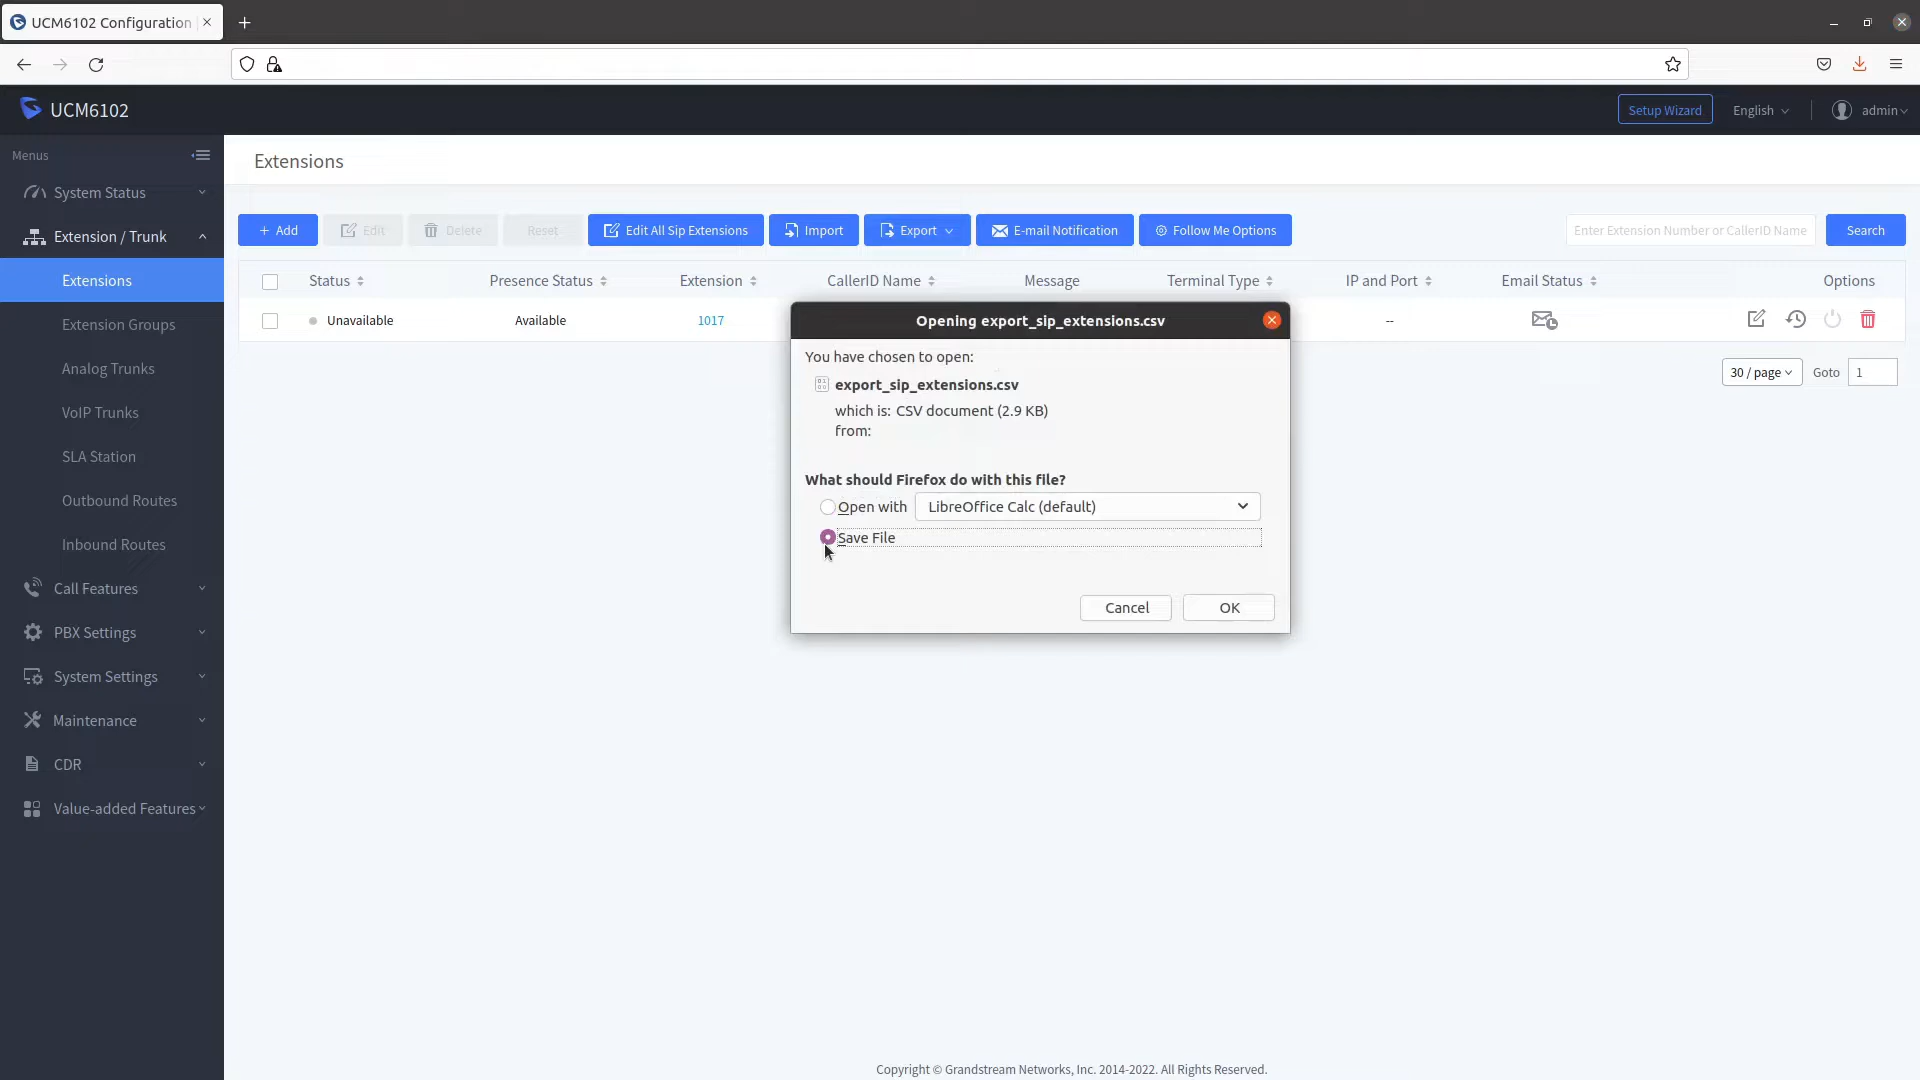 UCM6102 Configuration
UCM6102
Setup Wizard
English
admin
Menus
System Status
Extension / Trunk
Extensions
Extension Groups
Analog Trunks
VoIP Trunks
SLA Station
Outbound Routes
Inbound Routes
Call Features
PBX Settings
System Settings
Maintenance
CDR
Value-added Features
Extensions
+ Add
Edit
Delete
Reset
Edit All Sip Extensions
Import
Export
E-mail Notification
Follow Me Options
Enter Extension Number or CallerID Name
Search
Status
Presence Status
Extension
CallerID Name
Message
Terminal Type
IP and Port
Email Status
Options
Unavailable
Available
1017
--
30 / page
Goto
1
Opening export_sip_extensions.csv
You have chosen to open:
export_sip_extensions.csv
which is: CSV document (2.9 KB)
from:
What should Firefox do with this file?
Open with
LibreOffice Calc (default)
Save File
Cancel
OK
Copyright © Grandstream Networks, Inc. 2014-2022. All Rights Reserved.